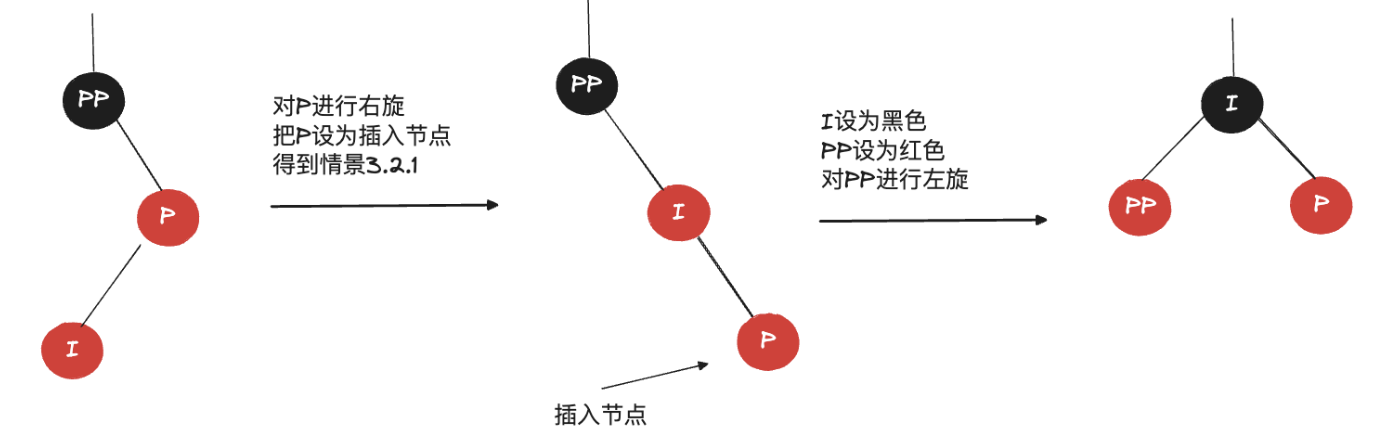 PP
P
I
对P进行右旋
把P设为插入节点
得到情景3.2.1
PP
I
P
插入节点
I设为黑色
PP设为红色
对PP进行左旋
I
PP
P